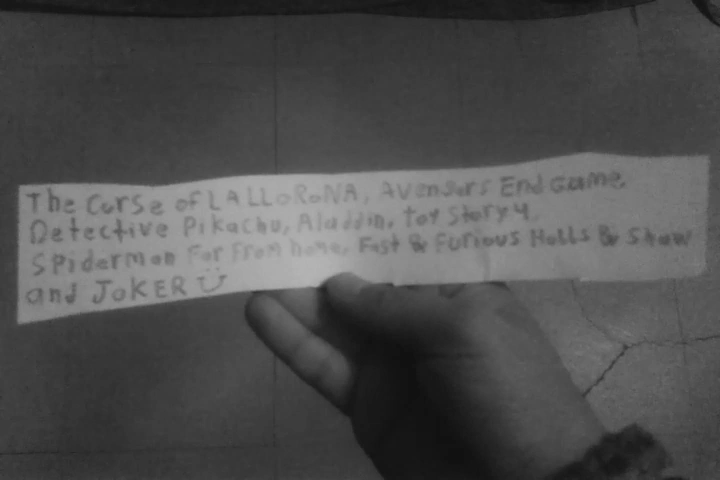 The Curse of LALLoRoNA, Avengers End Game
Detective Pikachu, Aladdin, Toy Story 4
Spiderman Far From home, Fast & Furious Hobbs & Shaw
and JoKER Ü